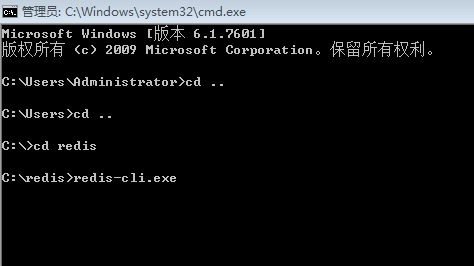 管理员: C:\Windows\system32\cmd.exe
Microsoft Windows [版本 6.1.7601]
版权所有 (c) 2009 Microsoft Corporation。保留所有权利。
C:\Users\Administrator>cd ..
C:\Users>cd ..
C:\>cd redis
C:\redis>redis-cli.exe